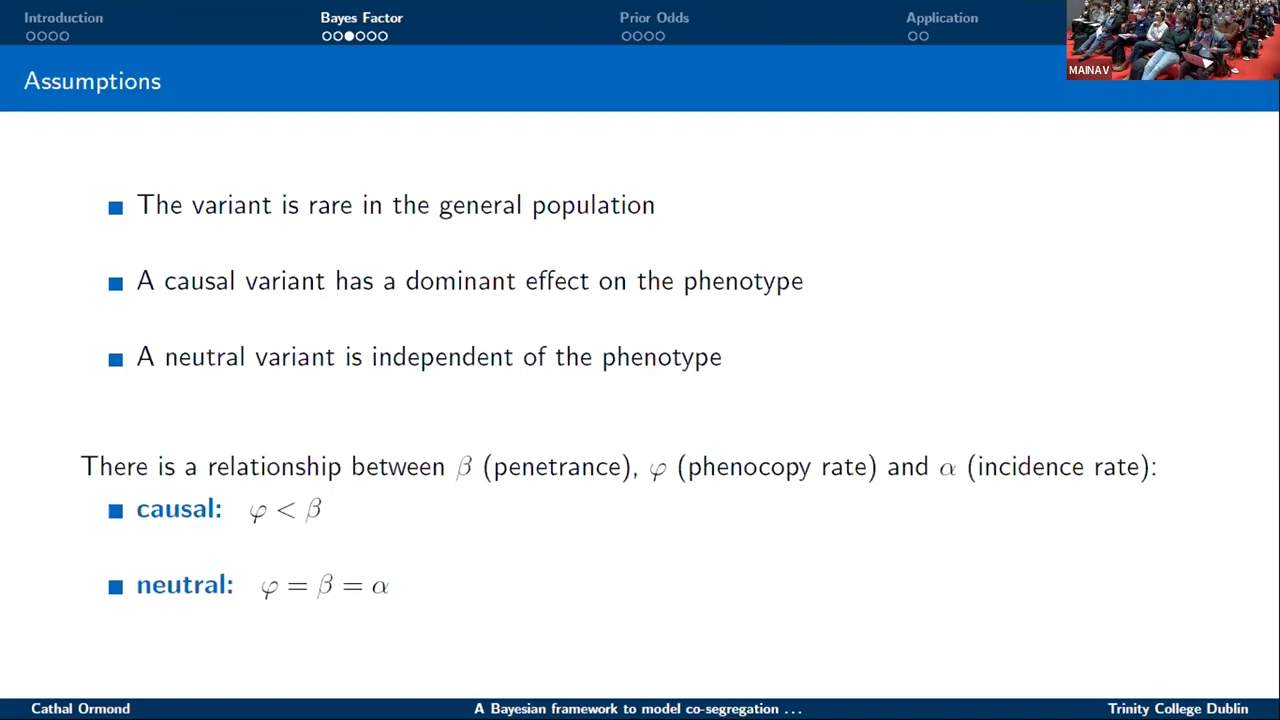 Introduction
Bayes Factor
Prior Odds
Application
MAINAV
Assumptions
The variant is rare in the general population
A causal variant has a dominant effect on the phenotype
A neutral variant is independent of the phenotype
There is a relationship between β (penetrance), φ (phenocopy rate) and α (incidence rate):
causal: φ < β
neutral: φ = β = α
Cathal Ormond
A Bayesian framework to model co-segregation ...
Trinity College Dublin